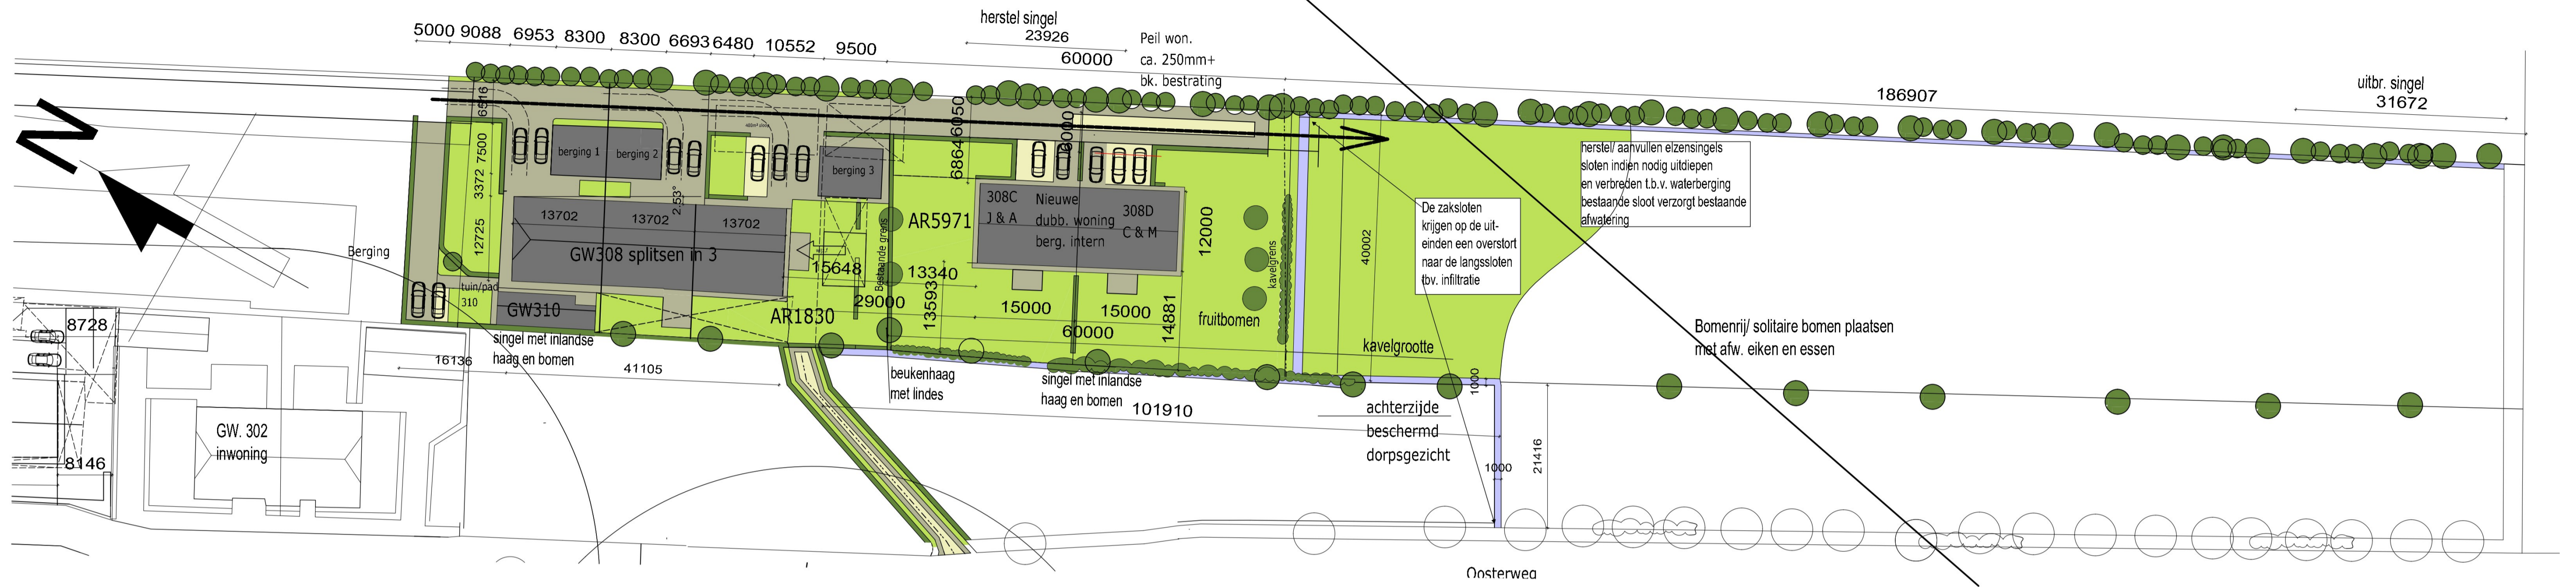 herstel singel
23926
Peil won.
ca. 250mm+
bk. bestrating
60000
5000 9088 6953 8300 8300 6693 6480 10552 9500
186907
uitbr. singel
31672
N
6516
7500
3372
12725
berging 1
berging 2
berging 3
2.53°
68646050
6000
13702 13702 13702
GW308 splitsen in 3
GW310
tuin/pad
310
Berging
15648
Bestaande grens
29000
AR5971
AR1830
13340
13593
308C
J & A
Nieuwe
dubb. woning
berg. intern
308D
C & M
12000
15000
15000
60000
14881
fruitbomen
kavelgrens
40002
kavelgrootte
herstel/ aanvullen elzensingels
sloten indien nodig uitdiepen
en verbreden t.b.v. waterberging
bestaande sloot verzorgt bestaande
afwatering
De zaksloten
krijgen op de uit-
einden een overstort
naar de langssloten
tbv. infiltratie
Bomenrij/ solitaire bomen plaatsen
met afw. eiken en essen
8728
8146
GW. 302
inwoning
singel met inlandse
haag en bomen
16136
41105
beukenhaag
met lindes
singel met inlandse
haag en bomen
101910
achterzijde
beschermd
dorpsgezicht
1000
1000
21416
Oosterweg